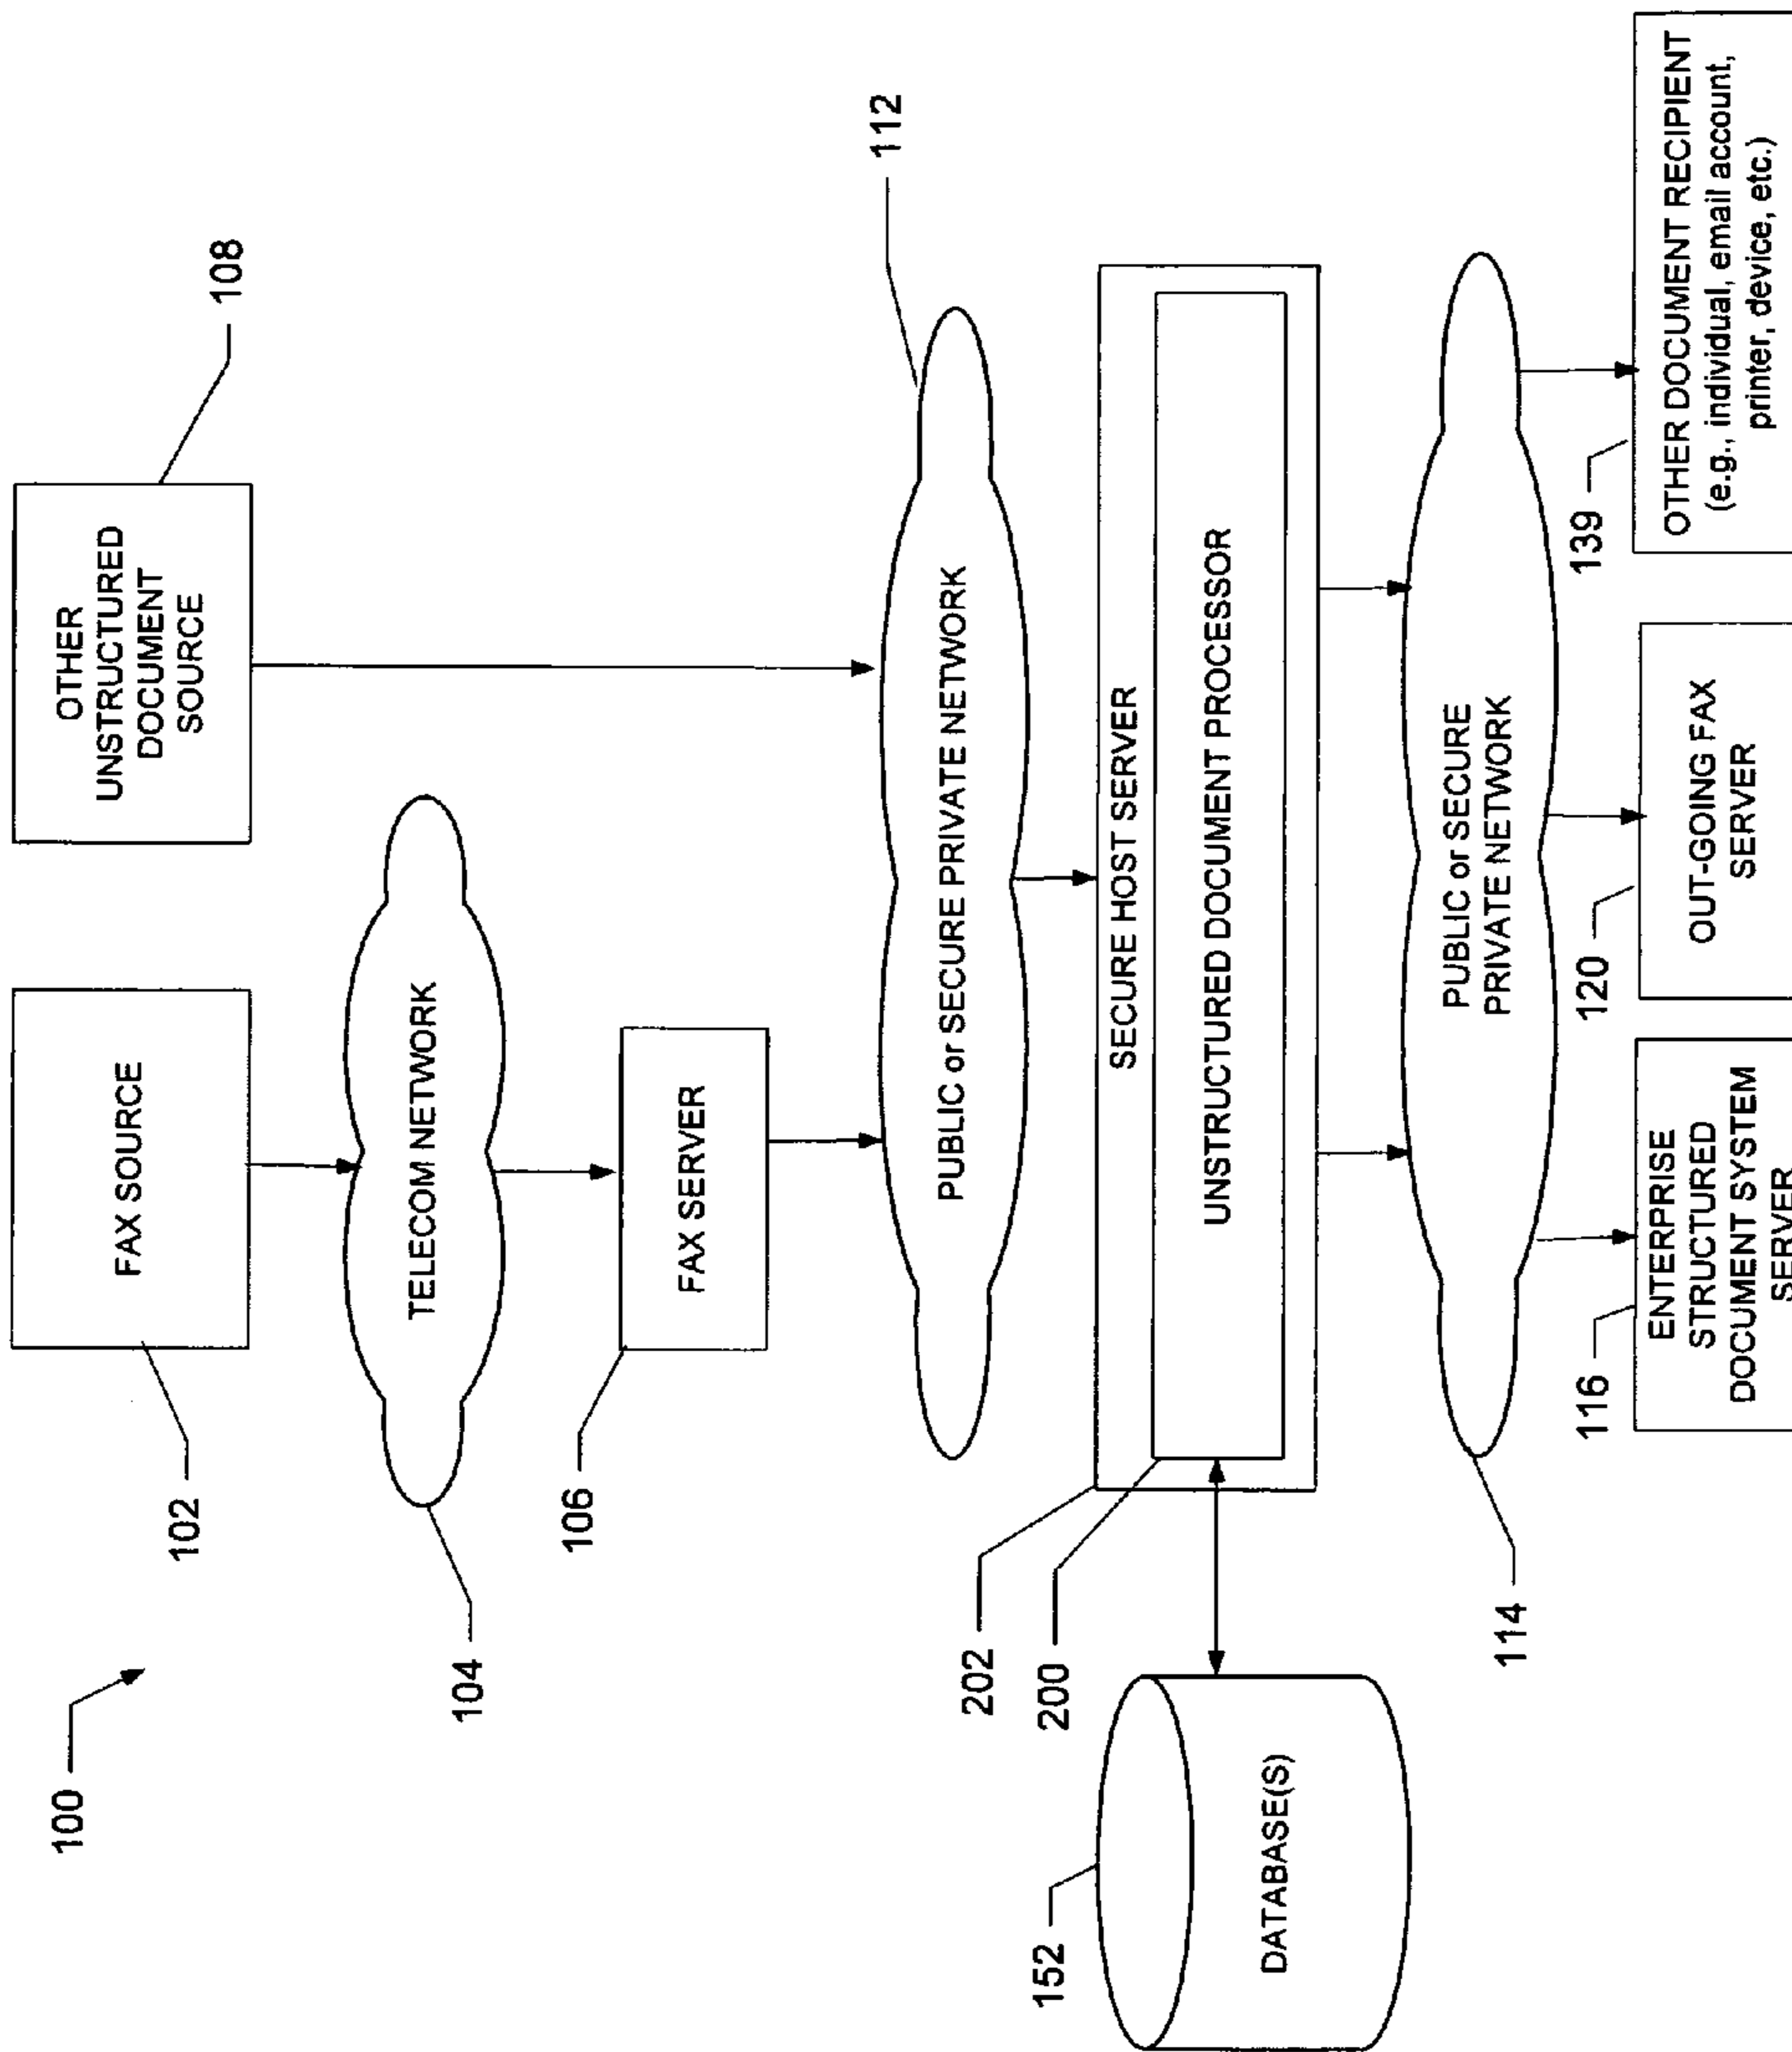 100
102
FAX SOURCE
OTHER
UNSTRUCTURED
DOCUMENT
SOURCE
108
104
TELECOM NETWORK
106
FAX SERVER
112
PUBLIC or SECURE PRIVATE NETWORK
202
SECURE HOST SERVER
200
UNSTRUCTURED DOCUMENT PROCESSOR
152
DATABASE(S)
114
PUBLIC or SECURE
PRIVATE NETWORK
116
ENTERPRISE
STRUCTURED
DOCUMENT SYSTEM
SERVER
120
OUT-GOING FAX
SERVER
139
OTHER DOCUMENT RECIPIENT
(e.g., individual, email account,
printer, device, etc.)